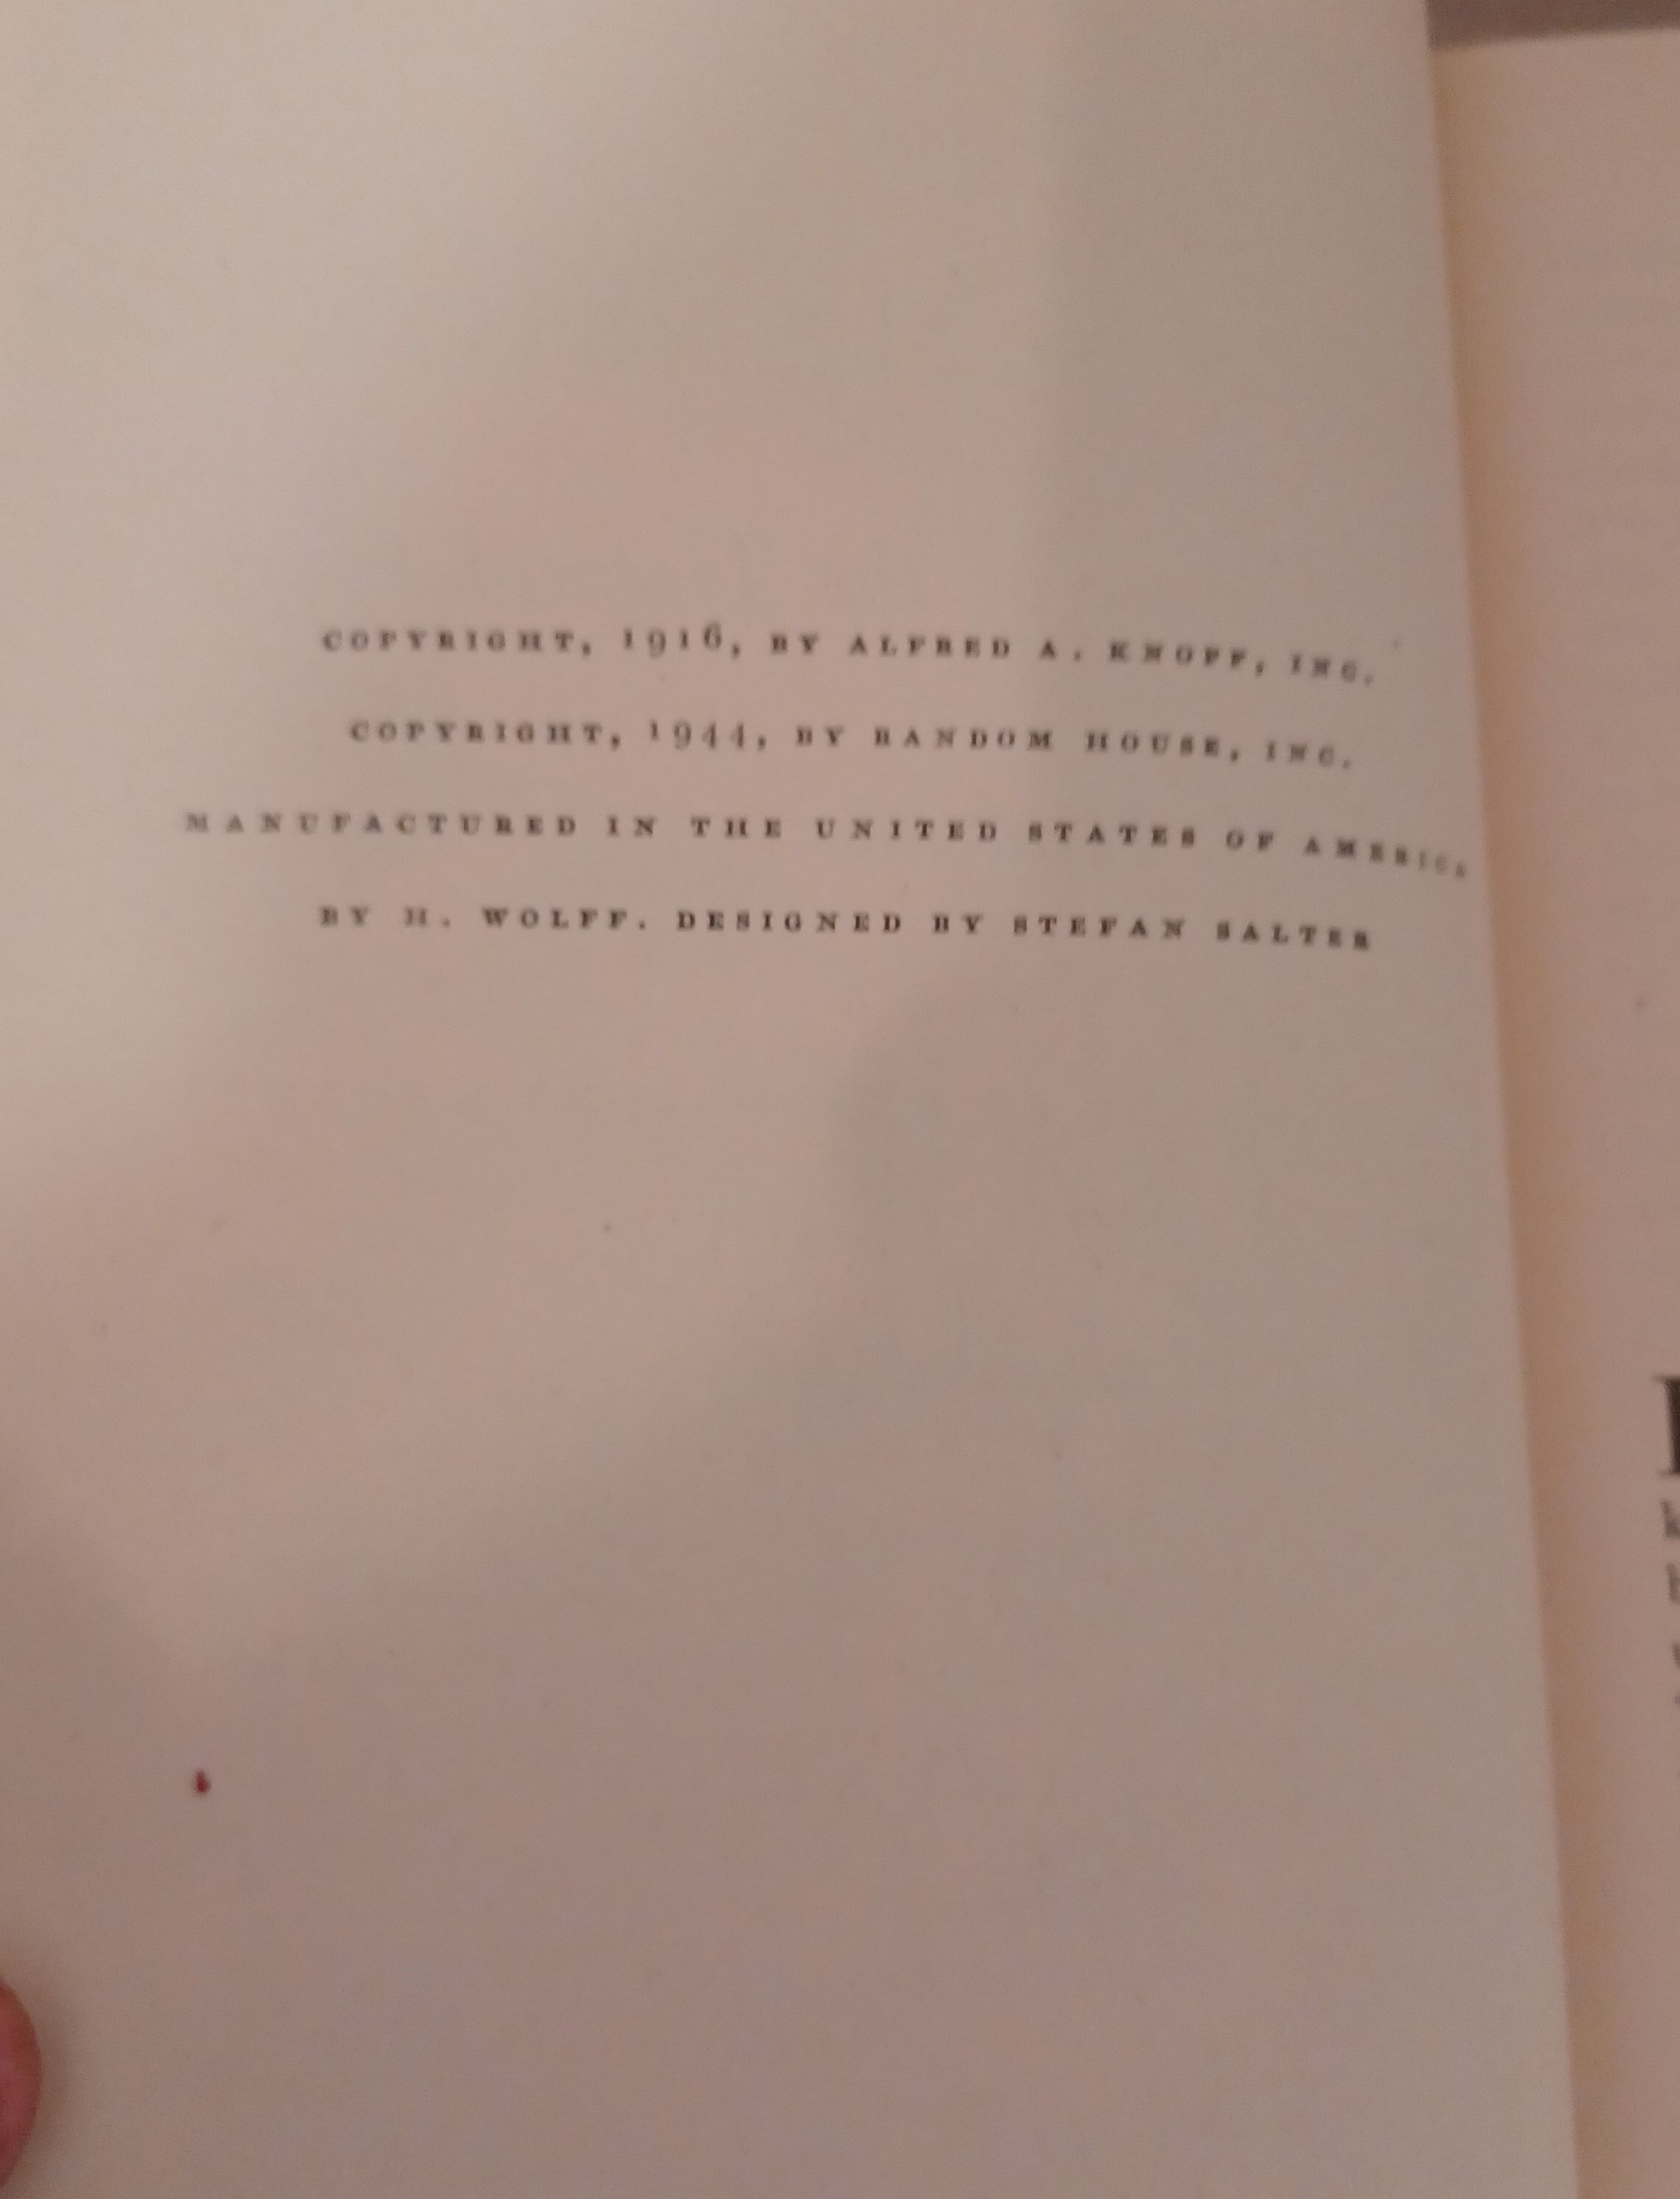 COPYRIGHT, 1916, BY ALFRED A. KNOPF, INC.
COPYRIGHT, 1944, BY RANDOM HOUSE, INC.
MANUFACTURED IN THE UNITED STATES OF AMERICA
BY H. WOLFF. DESIGNED BY STEFAN SALTER